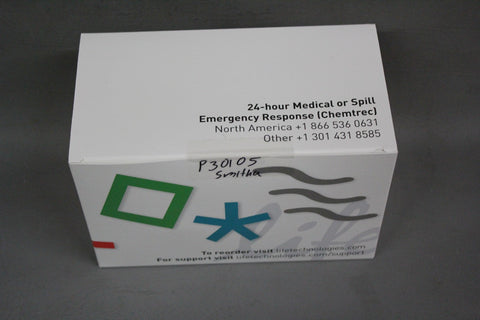 24-hour Medical or Spill
Emergency Response (Chemtrec)
North America +1 866 536 0631
Other +1 301 431 8585
P30105
Smitha
life
To reorder visit lifetechnologies.com
For support visit lifetechnologies.com/support